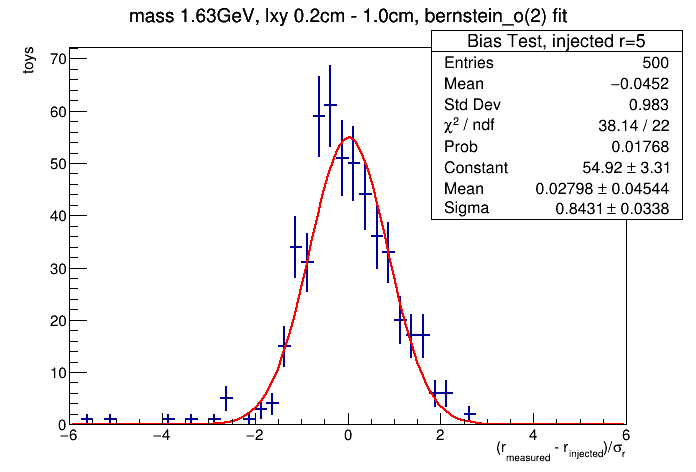 mass 1.63GeV, lxy 0.2cm - 1.0cm, bernstein_o(2) fit
Bias Test, injected r=5
Entries 500
Mean −0.0452
Std Dev 0.983
χ² / ndf 38.14 / 22
Prob 0.01768
Constant 54.92 ± 3.31
Mean 0.02798 ± 0.04544
Sigma 0.8431 ± 0.0338
toys
70
60
50
40
30
20
10
0
−6 −4 −2 0 2 4 6
(r_measured - r_injected)/σ_r